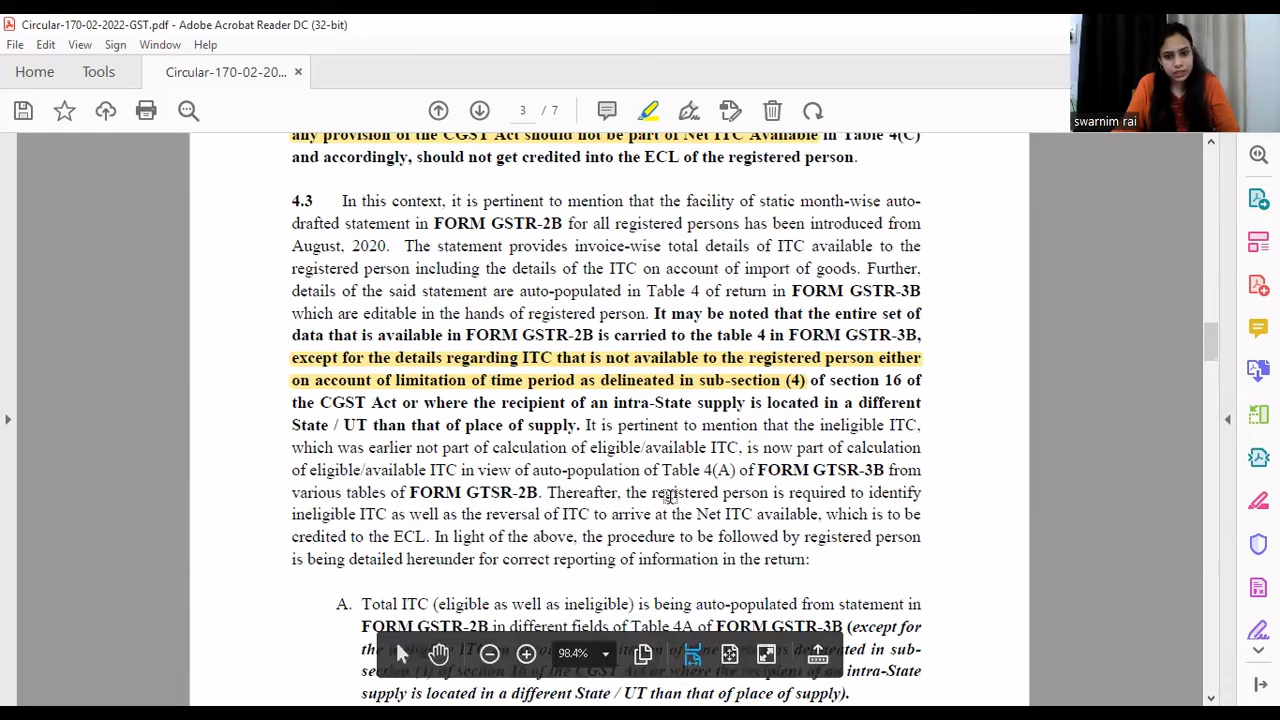 Circular-170-02-2022-GST.pdf - Adobe Acrobat Reader DC (32-bit)
File Edit View Sign Window Help
Home Tools Circular-170-02-20... ×
3 / 7
swarnim rai
any provision of the CGST Act should not be part of Net ITC Available in Table 4(C)
and accordingly, should not get credited into the ECL of the registered person.
4.3 In this context, it is pertinent to mention that the facility of static month-wise auto-
drafted statement in FORM GSTR-2B for all registered persons has been introduced from
August, 2020. The statement provides invoice-wise total details of ITC available to the
registered person including the details of the ITC on account of import of goods. Further,
details of the said statement are auto-populated in Table 4 of return in FORM GSTR-3B
which are editable in the hands of registered person. It may be noted that the entire set of
data that is available in FORM GSTR-2B is carried to the table 4 in FORM GSTR-3B,
except for the details regarding ITC that is not available to the registered person either
on account of limitation of time period as delineated in sub-section (4) of section 16 of
the CGST Act or where the recipient of an intra-State supply is located in a different
State / UT than that of place of supply. It is pertinent to mention that the ineligible ITC,
which was earlier not part of calculation of eligible/available ITC, is now part of calculation
of eligible/available ITC in view of auto-population of Table 4(A) of FORM GTSR-3B from
various tables of FORM GTSR-2B. Thereafter, the registered person is required to identify
ineligible ITC as well as the reversal of ITC to arrive at the Net ITC available, which is to be
credited to the ECL. In light of the above, the procedure to be followed by registered person
is being detailed hereunder for correct reporting of information in the return:
A. Total ITC (eligible as well as ineligible) is being auto-populated from statement in
FORM GSTR-2B in different fields of Table 4A of FORM GSTR-3B (except for
the in sub-
98.4%
section of section 16 of the CGST Act or where the recipient of an intra-State
supply is located in a different State / UT than that of place of supply).